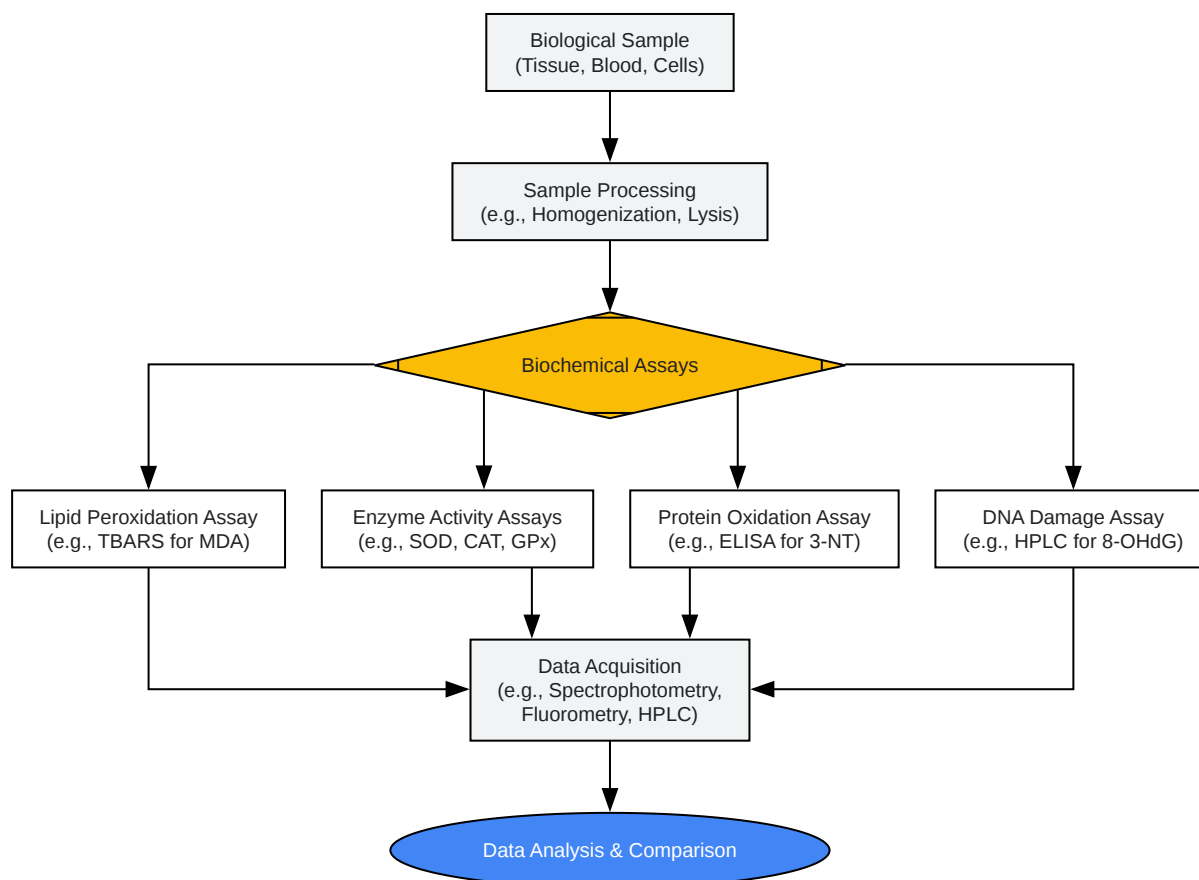 Biological Sample
(Tissue, Blood, Cells)
Sample Processing
(e.g., Homogenization, Lysis)
Biochemical Assays
Lipid Peroxidation Assay
(e.g., TBARS for MDA)
Enzyme Activity Assays
(e.g., SOD, CAT, GPx)
Protein Oxidation Assay
(e.g., ELISA for 3-NT)
DNA Damage Assay
(e.g., HPLC for 8-OHdG)
Data Acquisition
(e.g., Spectrophotometry,
Fluorometry, HPLC)
Data Analysis & Comparison